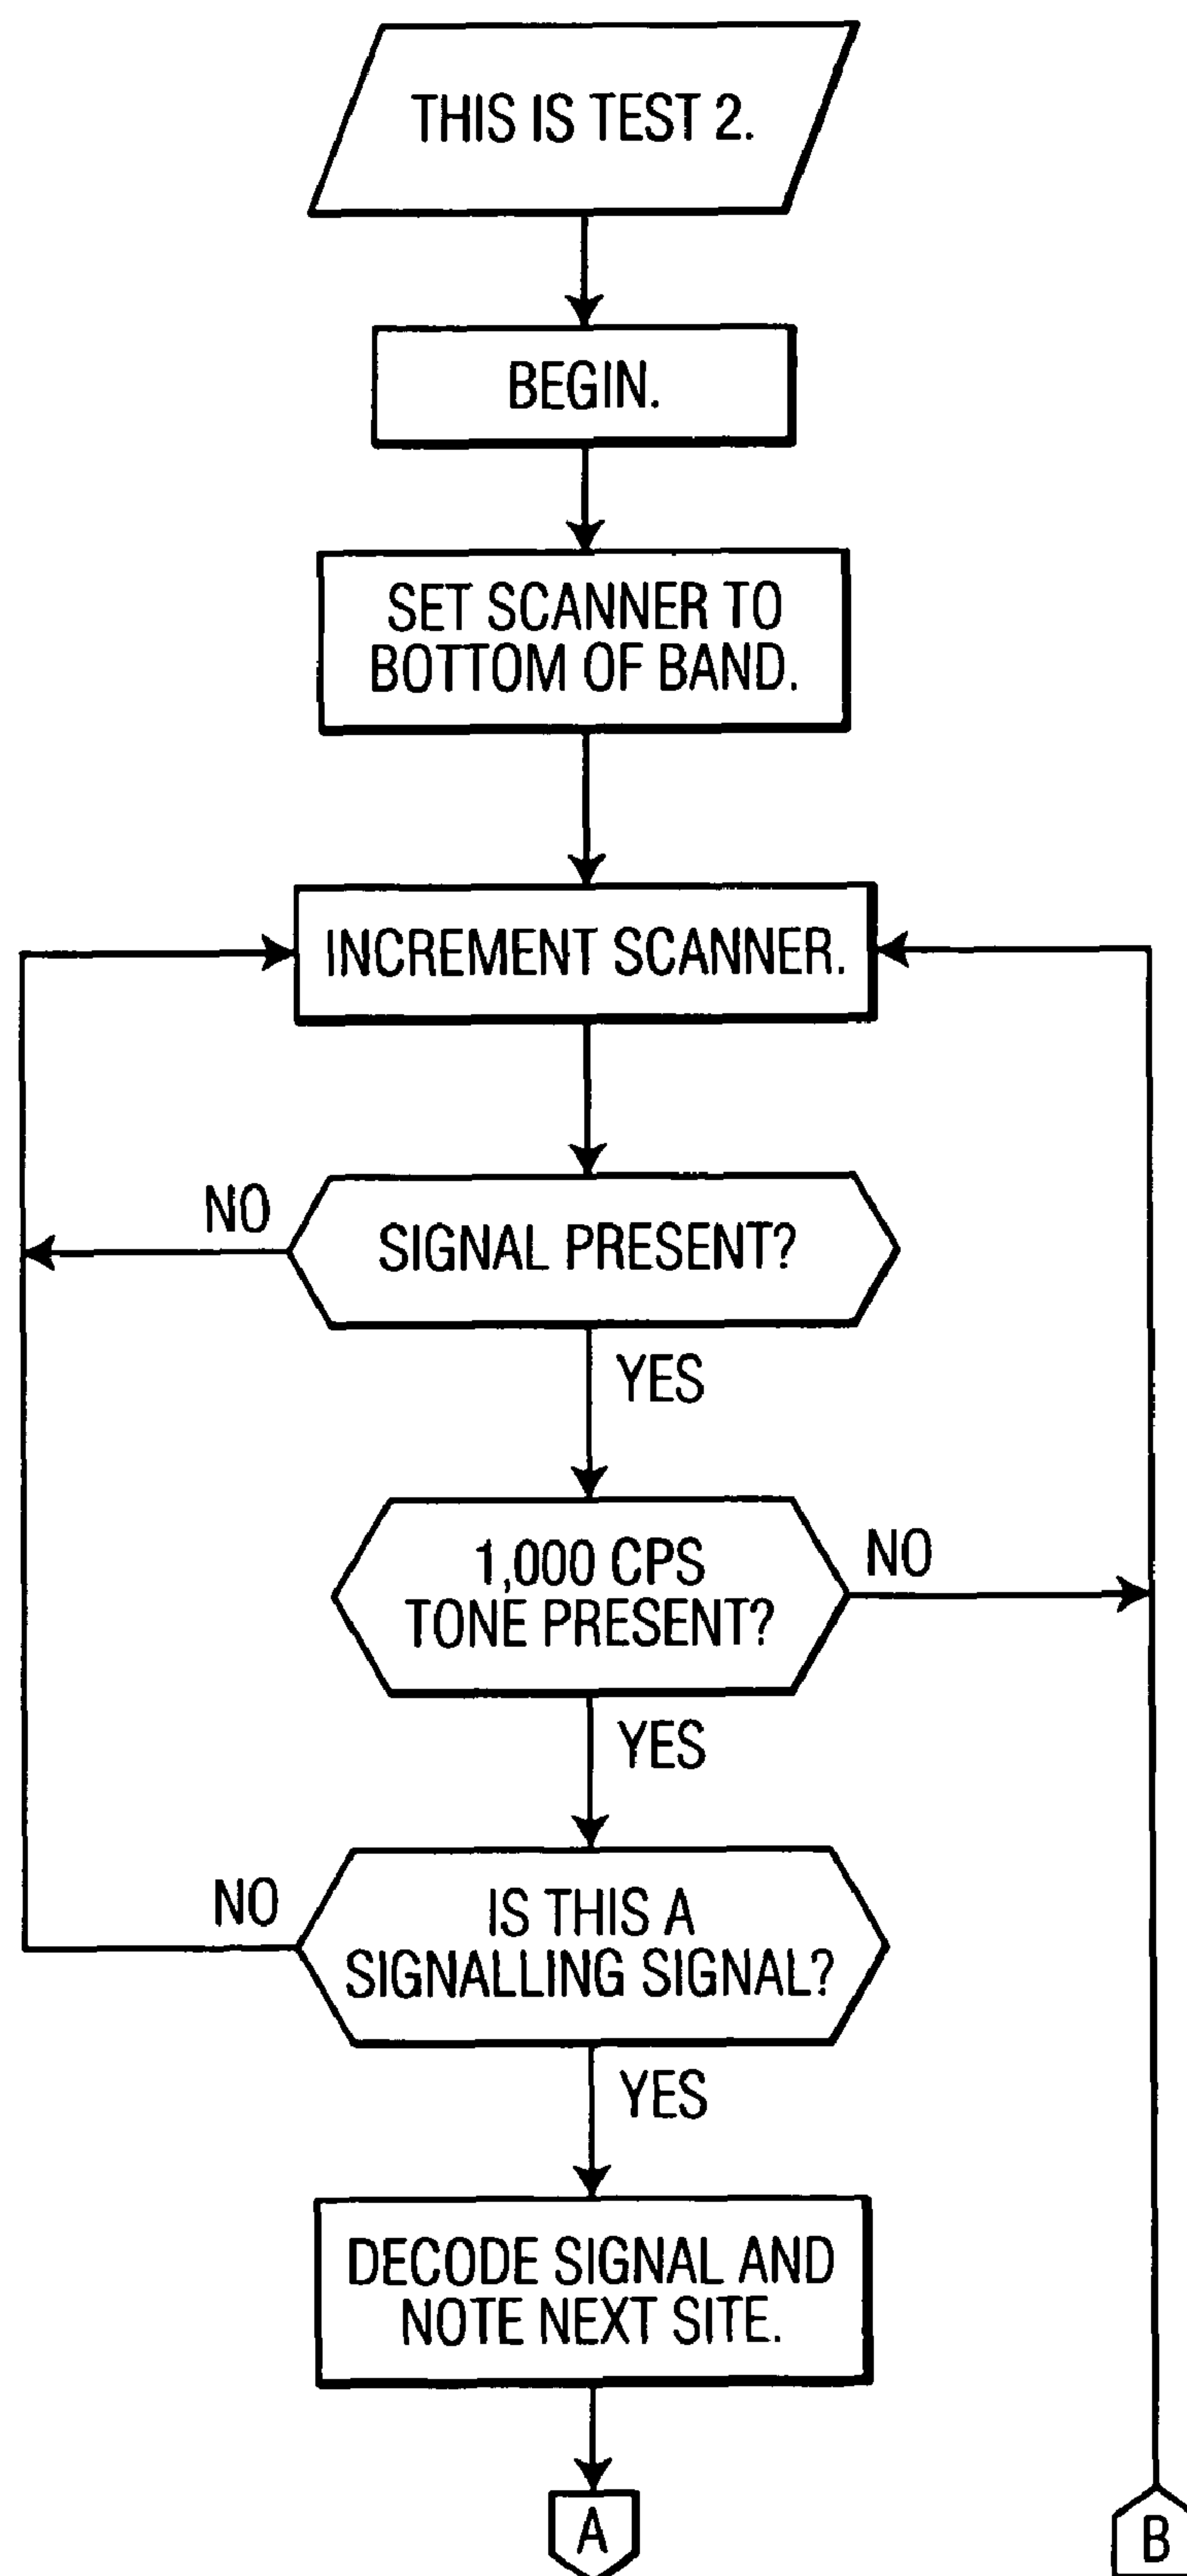 THIS IS TEST 2.
BEGIN.
SET SCANNER TO
BOTTOM OF BAND.
INCREMENT SCANNER.
NO
SIGNAL PRESENT?
YES
1,000 CPS
TONE PRESENT?
NO
YES
NO
IS THIS A
SIGNALLING SIGNAL?
YES
DECODE SIGNAL AND
NOTE NEXT SITE.
A
B